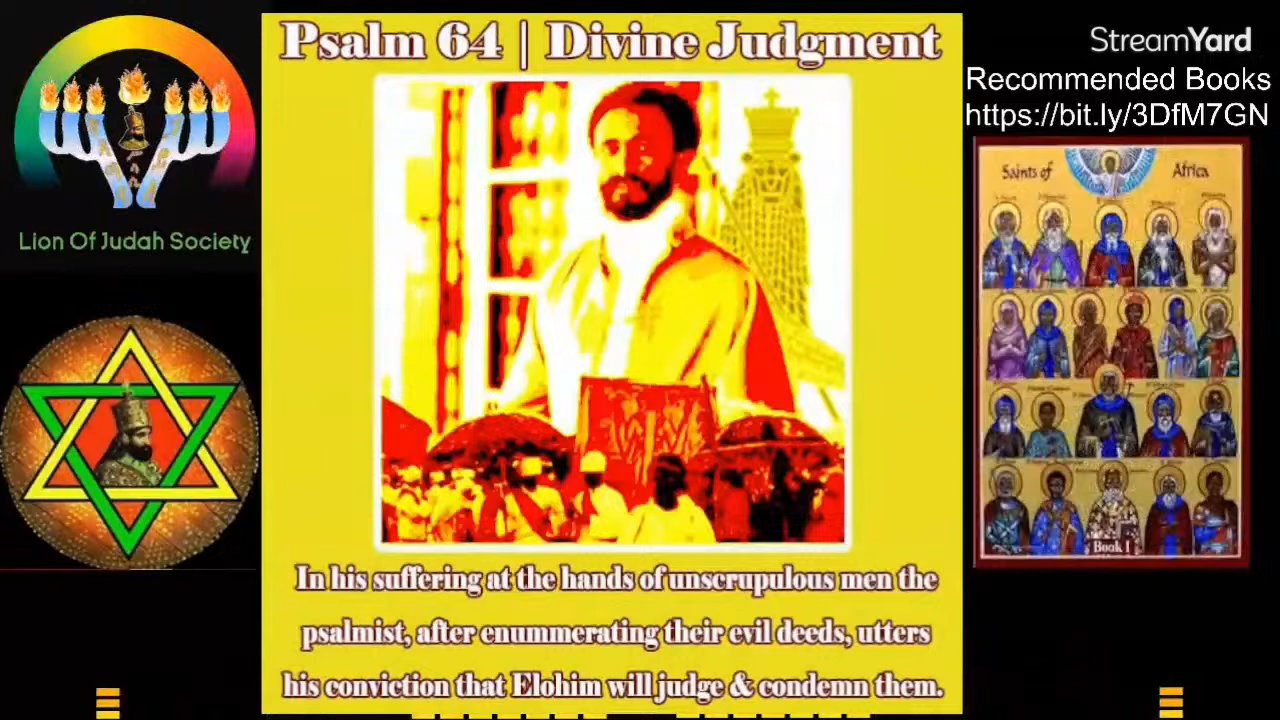 Psalm 64 | Divine Judgment
StreamYard
Recommended Books
https://bit.ly/3DfM7GN
Lion Of Judah Society
Saints of Africa
Book I
In his suffering at the hands of unscrupulous men the
psalmist, after enummerating their evil deeds, utters
his conviction that Elohim will judge & condemn them.